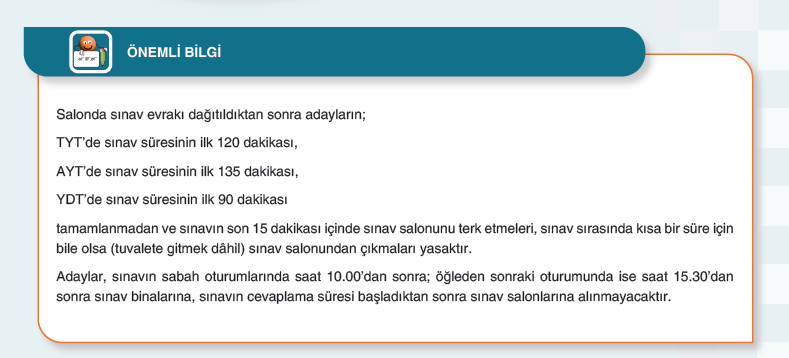 ÖNEMLİ BİLGİ
Salonda sınav evrakı dağıtıldıktan sonra adayların;
TYT’de sınav süresinin ilk 120 dakikası,
AYT’de sınav süresinin ilk 135 dakikası,
YDT’de sınav süresinin ilk 90 dakikası
tamamlanmadan ve sınavın son 15 dakikası içinde sınav salonunu terk etmeleri, sınav sırasında kısa bir süre için
bile olsa (tuvalete gitmek dâhil) sınav salonundan çıkmaları yasaktır.
Adaylar, sınavın sabah oturumlarında saat 10.00’dan sonra; öğleden sonraki oturumunda ise saat 15.30’dan
sonra sınav binalarına, sınavın cevaplama süresi başladıktan sonra sınav salonlarına alınmayacaktır.